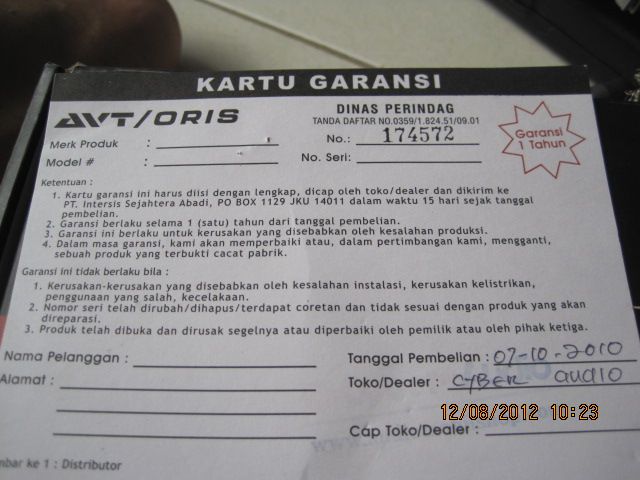 KARTU GARANSI
AVT/ORIS
DINAS PERINDAG
TANDA DAFTAR NO.0359/1.824.51/09.01
Merk Produk :
No.: 174572
Garansi
1 Tahun
Model # :
No. Seri:
Ketentuan :
1. Kartu garansi ini harus diisi dengan lengkap, dicap oleh toko/dealer dan dikirim ke
PT. Intersis Sejahtera Abadi, PO BOX 1129 JKU 14011 dalam waktu 15 hari sejak tanggal
pembelian.
2. Garansi berlaku selama 1 (satu) tahun dari tanggal pembelian.
3. Garansi ini berlaku untuk kerusakan yang disebabkan oleh kesalahan produksi.
4. Dalam masa garansi, kami akan memperbaiki atau, dalam pertimbangan kami, mengganti,
sebuah produk yang terbukti cacat pabrik.
Garansi ini tidak berlaku bila :
1. Kerusakan-kerusakan yang disebabkan oleh kesalahan instalasi, kerusakan kelistrikan,
penggunaan yang salah, kecelakaan.
2. Nomor seri telah dirubah/dihapus/terdapat coretan dan tidak sesuai dengan produk yang akan
direparasi.
3. Produk telah dibuka dan dirusak segelnya atau diperbaiki oleh pemilik atau oleh pihak ketiga.
Nama Pelanggan :
Tanggal Pembelian : 07-10-2010
Alamat :
Toko/Dealer : CYBER audio
12/08/2012 10:23
Cap Toko/Dealer :
mbar ke 1 : Distributor